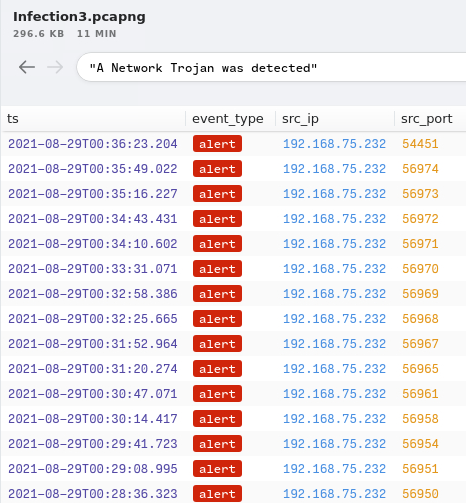 Infection3.pcapng
296.6 KB 11 MIN
"A Network Trojan was detected"
ts event_type src_ip src_port
2021-08-29T00:36:23.204 alert 192.168.75.232 54451
2021-08-29T00:35:49.022 alert 192.168.75.232 56974
2021-08-29T00:35:16.227 alert 192.168.75.232 56973
2021-08-29T00:34:43.431 alert 192.168.75.232 56972
2021-08-29T00:34:10.602 alert 192.168.75.232 56971
2021-08-29T00:33:31.071 alert 192.168.75.232 56970
2021-08-29T00:32:58.386 alert 192.168.75.232 56969
2021-08-29T00:32:25.665 alert 192.168.75.232 56968
2021-08-29T00:31:52.964 alert 192.168.75.232 56967
2021-08-29T00:31:20.274 alert 192.168.75.232 56965
2021-08-29T00:30:47.071 alert 192.168.75.232 56961
2021-08-29T00:30:14.417 alert 192.168.75.232 56958
2021-08-29T00:29:41.723 alert 192.168.75.232 56954
2021-08-29T00:29:08.995 alert 192.168.75.232 56951
2021-08-29T00:28:36.323 alert 192.168.75.232 56950